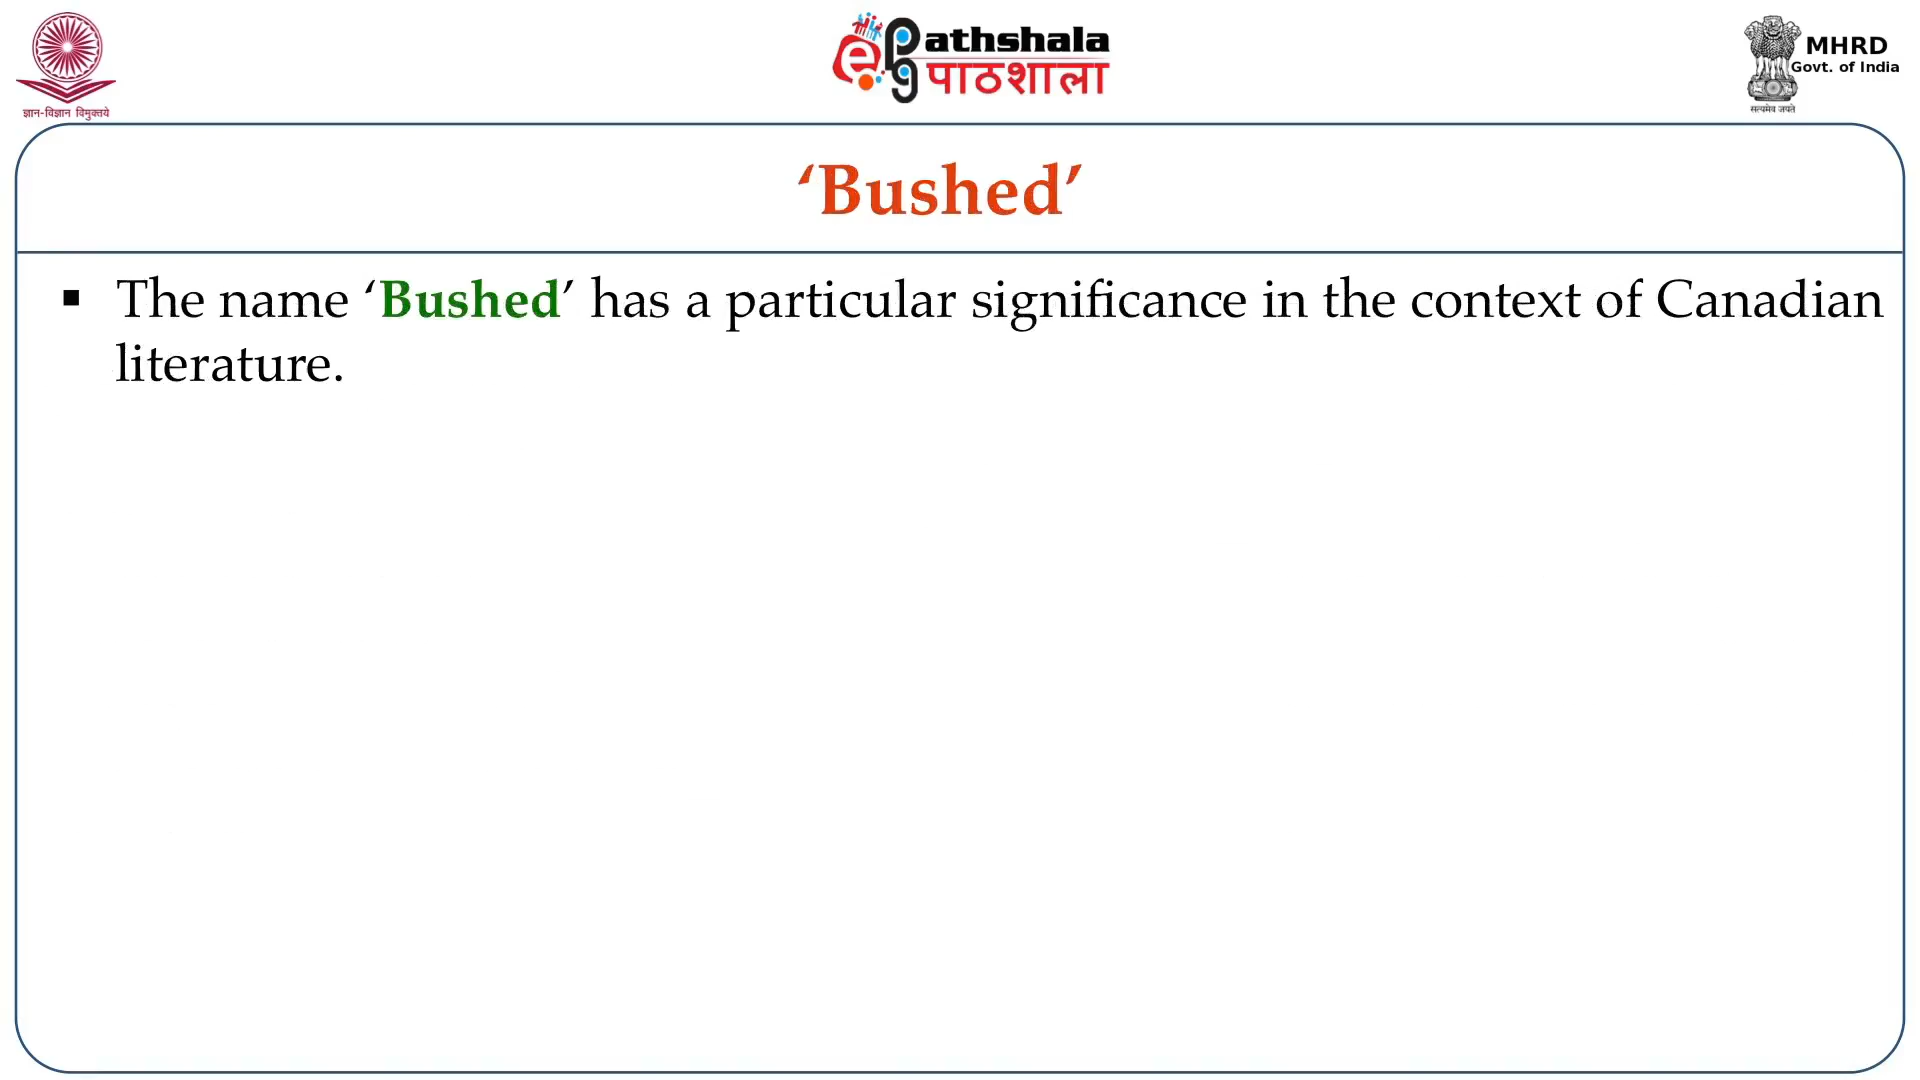 ज्ञान-विज्ञान विमुक्तये
ePathshala
पाठशाला
MHRD
Govt. of India
सत्यमेव जयते
‘Bushed’
▪ The name ‘Bushed’ has a particular significance in the context of Canadian
literature.